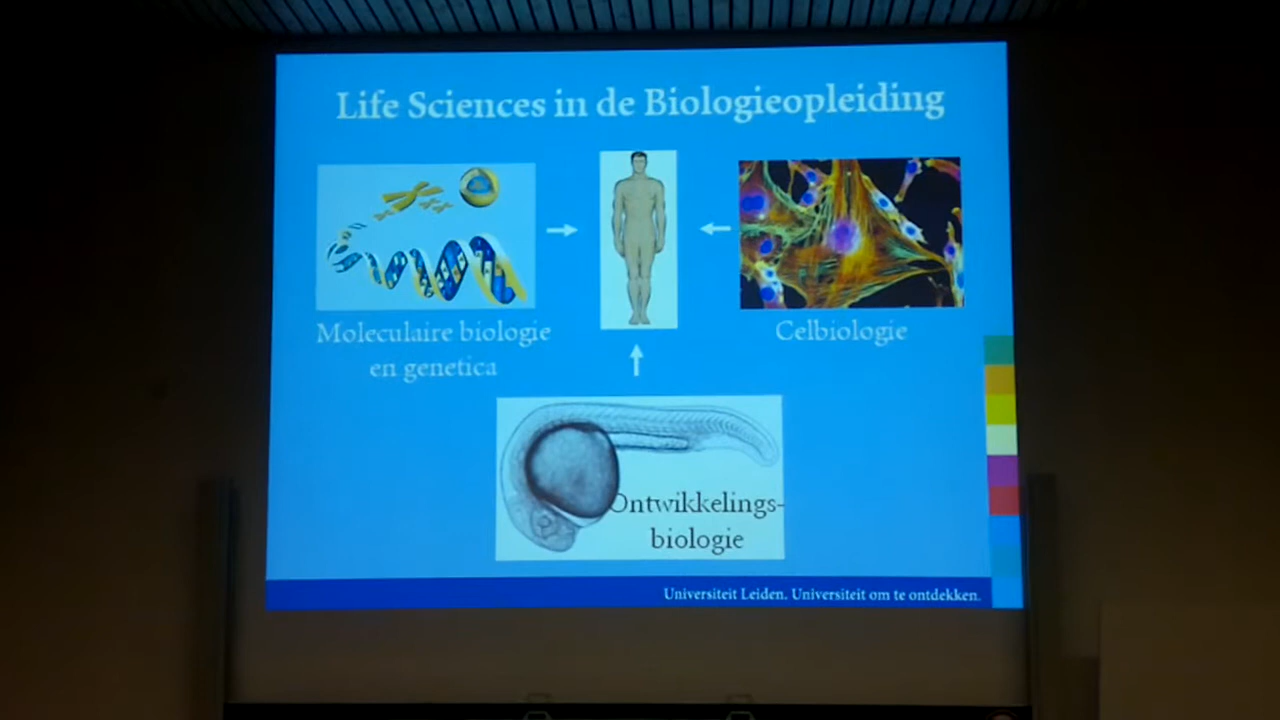 Life Sciences in de Biologieopleiding
Moleculaire biologie
en genetica
Celbiologie
Ontwikkelings-
biologie
Universiteit Leiden. Universiteit om te ontdekken.